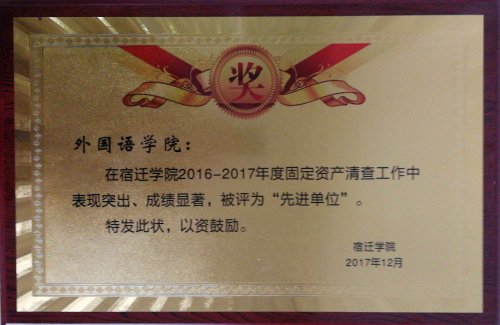 奖
外国语学院：
在宿迁学院2016-2017年度固定资产清查工作中
表现突出、成绩显著，被评为“先进单位”。
特发此状，以资鼓励。
宿迁学院
2017年12月